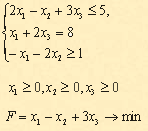 2x₁ − x₂ + 3x₃ ≤ 5,
x₁ + 2x₃ = 8
−x₁ − 2x₂ ≥ 1
x₁ ≥ 0, x₂ ≥ 0, x₃ ≥ 0
F = x₁ − x₂ + 3x₃ → min